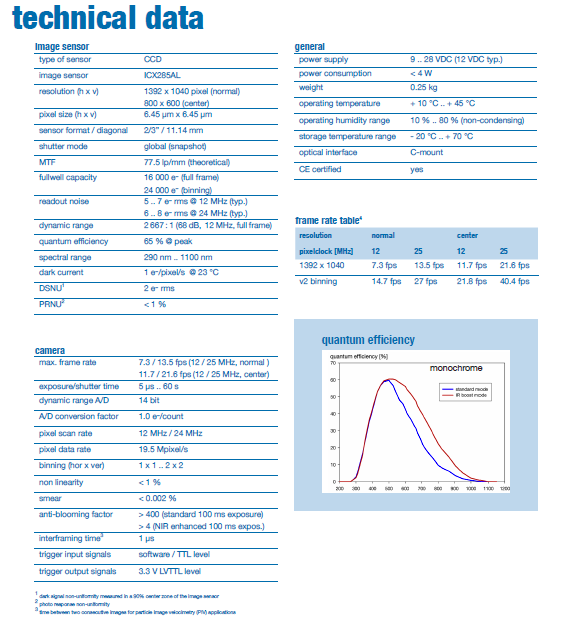 technical data
image sensor
type of sensor CCD
image sensor ICX285AL
resolution (h x v) 1392 x 1040 pixel (normal)
800 x 600 (center)
pixel size (h x v) 6.45 µm x 6.45 µm
sensor format / diagonal 2/3" / 11.14 mm
shutter mode global (snapshot)
MTF 77.5 lp/mm (theoretical)
fullwell capacity 16 000 e- (full frame)
24 000 e- (binning)
readout noise 5 .. 7 e- rms @ 12 MHz (typ.)
6 .. 8 e- rms @ 24 MHz (typ.)
dynamic range 2 667 : 1 (68 dB, 12 MHz, full frame)
quantum efficiency 65 % @ peak
spectral range 290 nm .. 1100 nm
dark current 1 e-/pixel/s @ 23 °C
DSNU1 2 e- rms
PRNU2 < 1 %
camera
max. frame rate 7.3 / 13.5 fps (12 / 25 MHz, normal )
11.7 / 21.6 fps (12 / 25 MHz, center)
exposure/shutter time 5 µs .. 60 s
dynamic range A/D 14 bit
A/D conversion factor 1.0 e-/count
pixel scan rate 12 MHz / 24 MHz
pixel data rate 19.5 Mpixel/s
binning (hor x ver) 1 x 1 .. 2 x 2
non linearity < 1 %
smear < 0.002 %
anti-blooming factor > 400 (standard 100 ms exposure)
> 4 (NIR enhanced 100 ms expos.)
interframing time3 1 µs
trigger input signals software / TTL level
trigger output signals 3.3 V LVTTL level
1 dark signal non-uniformity measured in a 90% center zone of the image sensor
2 photo response non-uniformity
3 time between two consecutive images for particle image velocimetry (PIV) applications
general
power supply 9 .. 28 VDC (12 VDC typ.)
power consumption < 4 W
weight 0.25 kg
operating temperature + 10 °C .. + 45 °C
operating humidity range 10 % .. 80 % (non-condensing)
storage temperature range - 20 °C .. + 70 °C
optical interface C-mount
CE certified yes
frame rate table4
resolution normal center
pixelclock [MHz] 12 25 12 25
1392 x 1040 7.3 fps 13.5 fps 11.7 fps 21.6 fps
v2 binning 14.7 fps 27 fps 21.8 fps 40.4 fps
quantum efficiency
quantum efficiency [%]
monochrome
standard mode
IR boost mode
70
60
50
40
30
20
10
0
200 300 400 500 600 700 800 900 1000 1100 1200